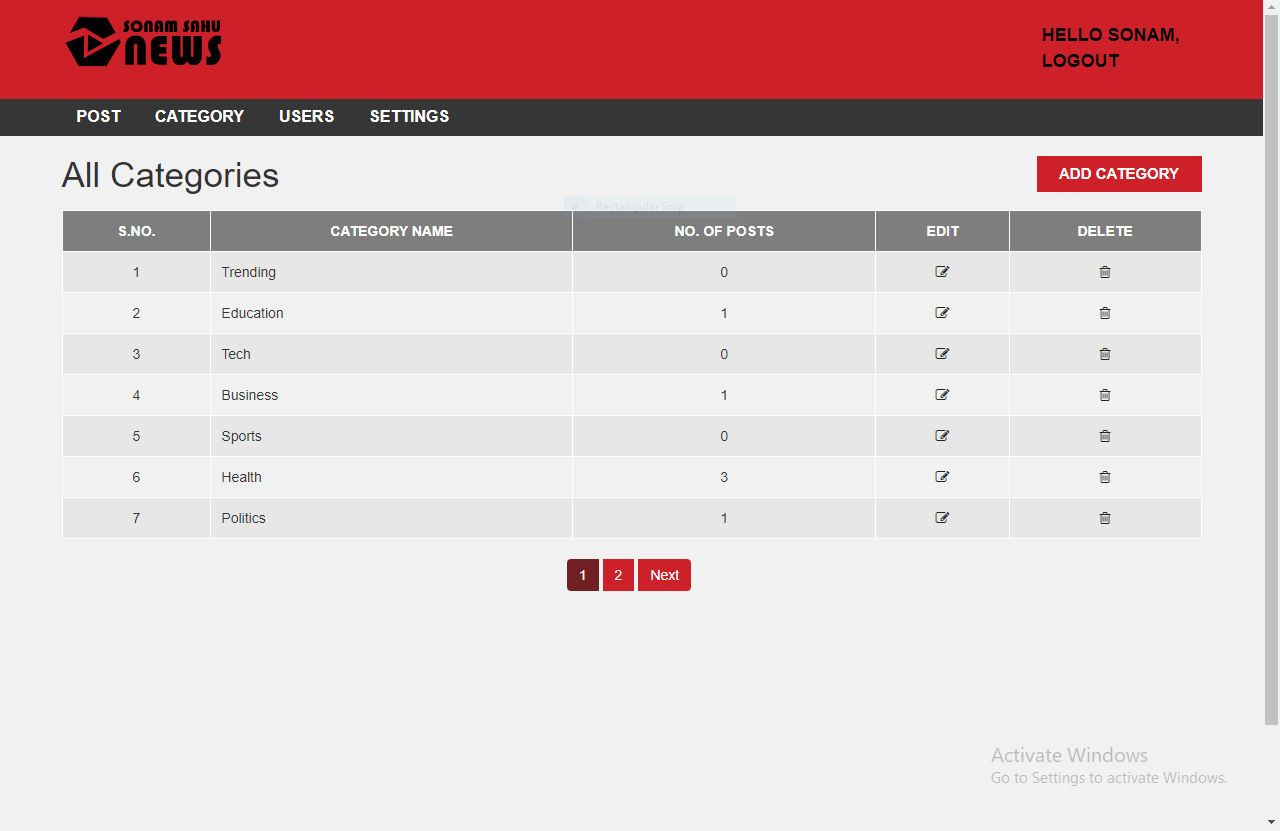 SONAM SAHU
NEWS
HELLO SONAM,
LOGOUT
POST CATEGORY USERS SETTINGS
All Categories
ADD CATEGORY
Rectangular Snip
S.NO. CATEGORY NAME NO. OF POSTS EDIT DELETE
1 Trending 0
2 Education 1
3 Tech 0
4 Business 1
5 Sports 0
6 Health 3
7 Politics 1
1 2 Next
Activate Windows
Go to Settings to activate Windows.